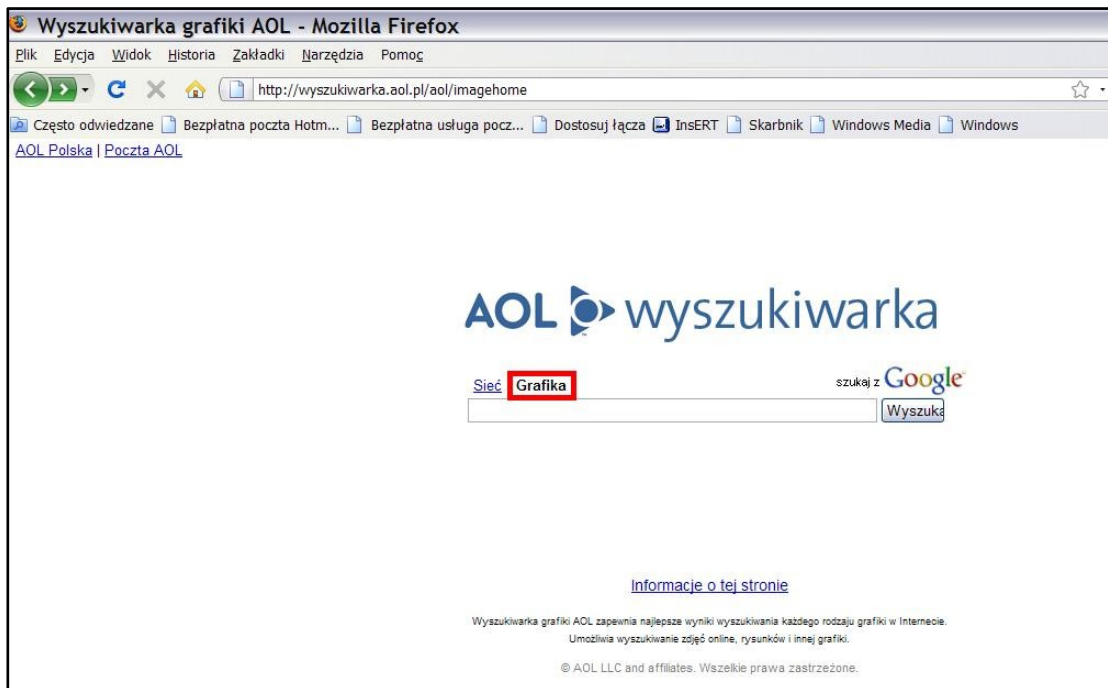 Wyszukiwarka grafiki AOL - Mozilla Firefox
Plik Edycja Widok Historia Zakładki Narzędzia Pomoc
http://wyszukiwarka.aol.pl/aol/imagehome
Często odwiedzane Bezpłatna poczta Hotm... Bezpłatna usługa pocz... Dostosuj łącza InsERT Skarbnik Windows Media Windows
AOL Polska | Poczta AOL
AOL wyszukiwarka
Sieć Grafika szukaj z Google
Wyszuka
Informacje o tej stronie
Wyszukiwarka grafiki AOL zapewnia najlepsze wyniki wyszukiwania każdego rodzaju grafiki w Internecie.
Umożliwia wyszukiwanie zdjęć online, rysunków i innej grafiki.
© AOL LLC and affiliates. Wszelkie prawa zastrzeżone.